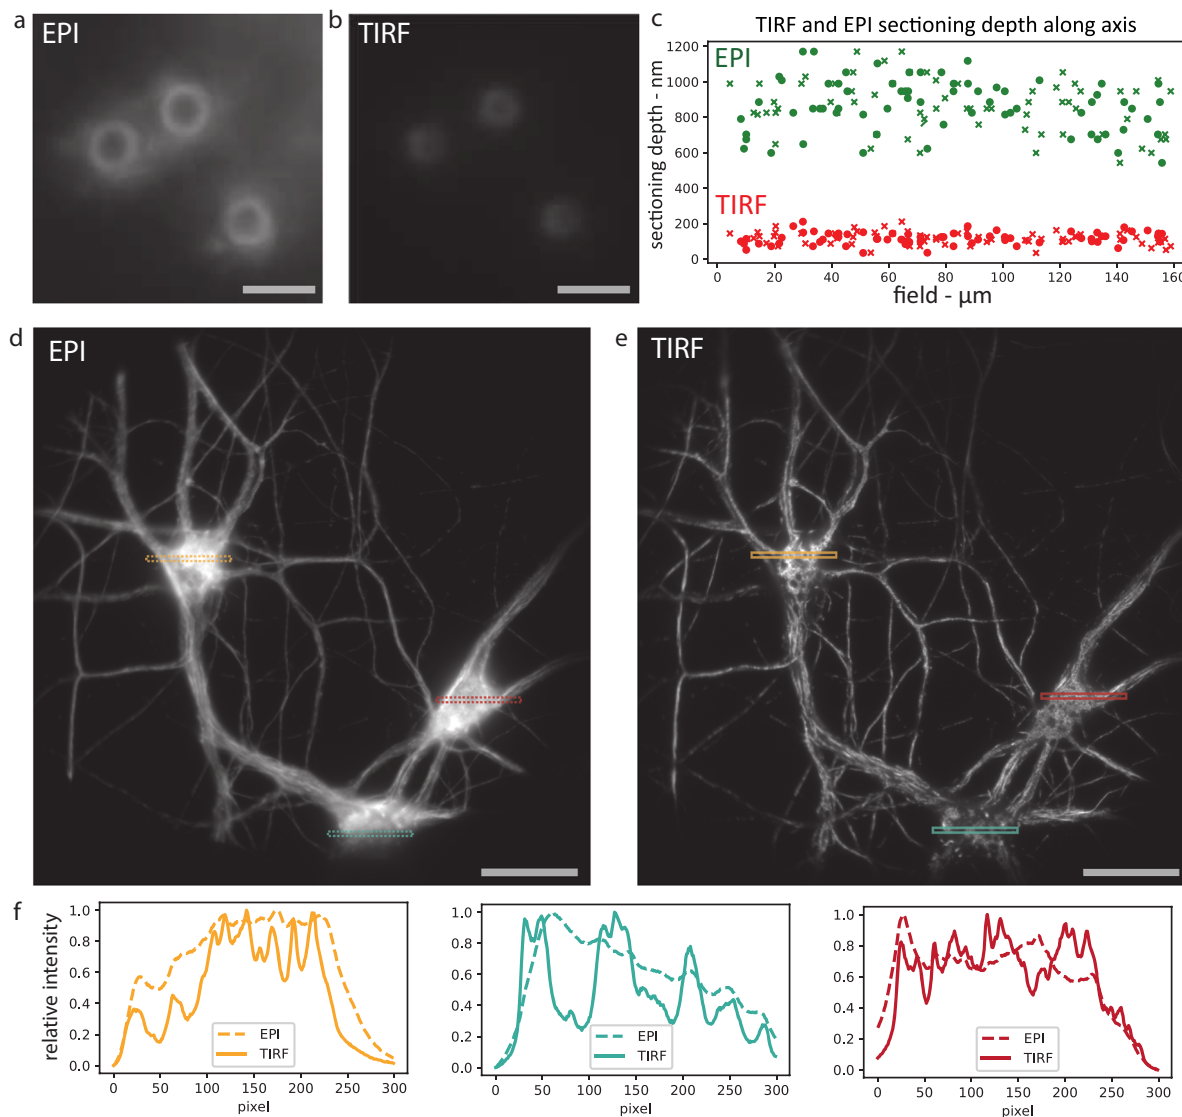 a
EPI
b
TIRF
c
TIRF and EPI sectioning depth along axis
sectioning depth - nm
1200
1000
800
600
400
200
0
EPI
TIRF
0 20 40 60 80 100 120 140 160
field - μm
d
EPI
e
TIRF
f
relative intensity
1.0
0.8
0.6
0.4
0.2
0.0
EPI
TIRF
0 50 100 150 200 250 300
pixel
1.0
0.8
0.6
0.4
0.2
0.0
EPI
TIRF
0 50 100 150 200 250 300
pixel
1.0
0.8
0.6
0.4
0.2
0.0
EPI
TIRF
0 50 100 150 200 250 300
pixel